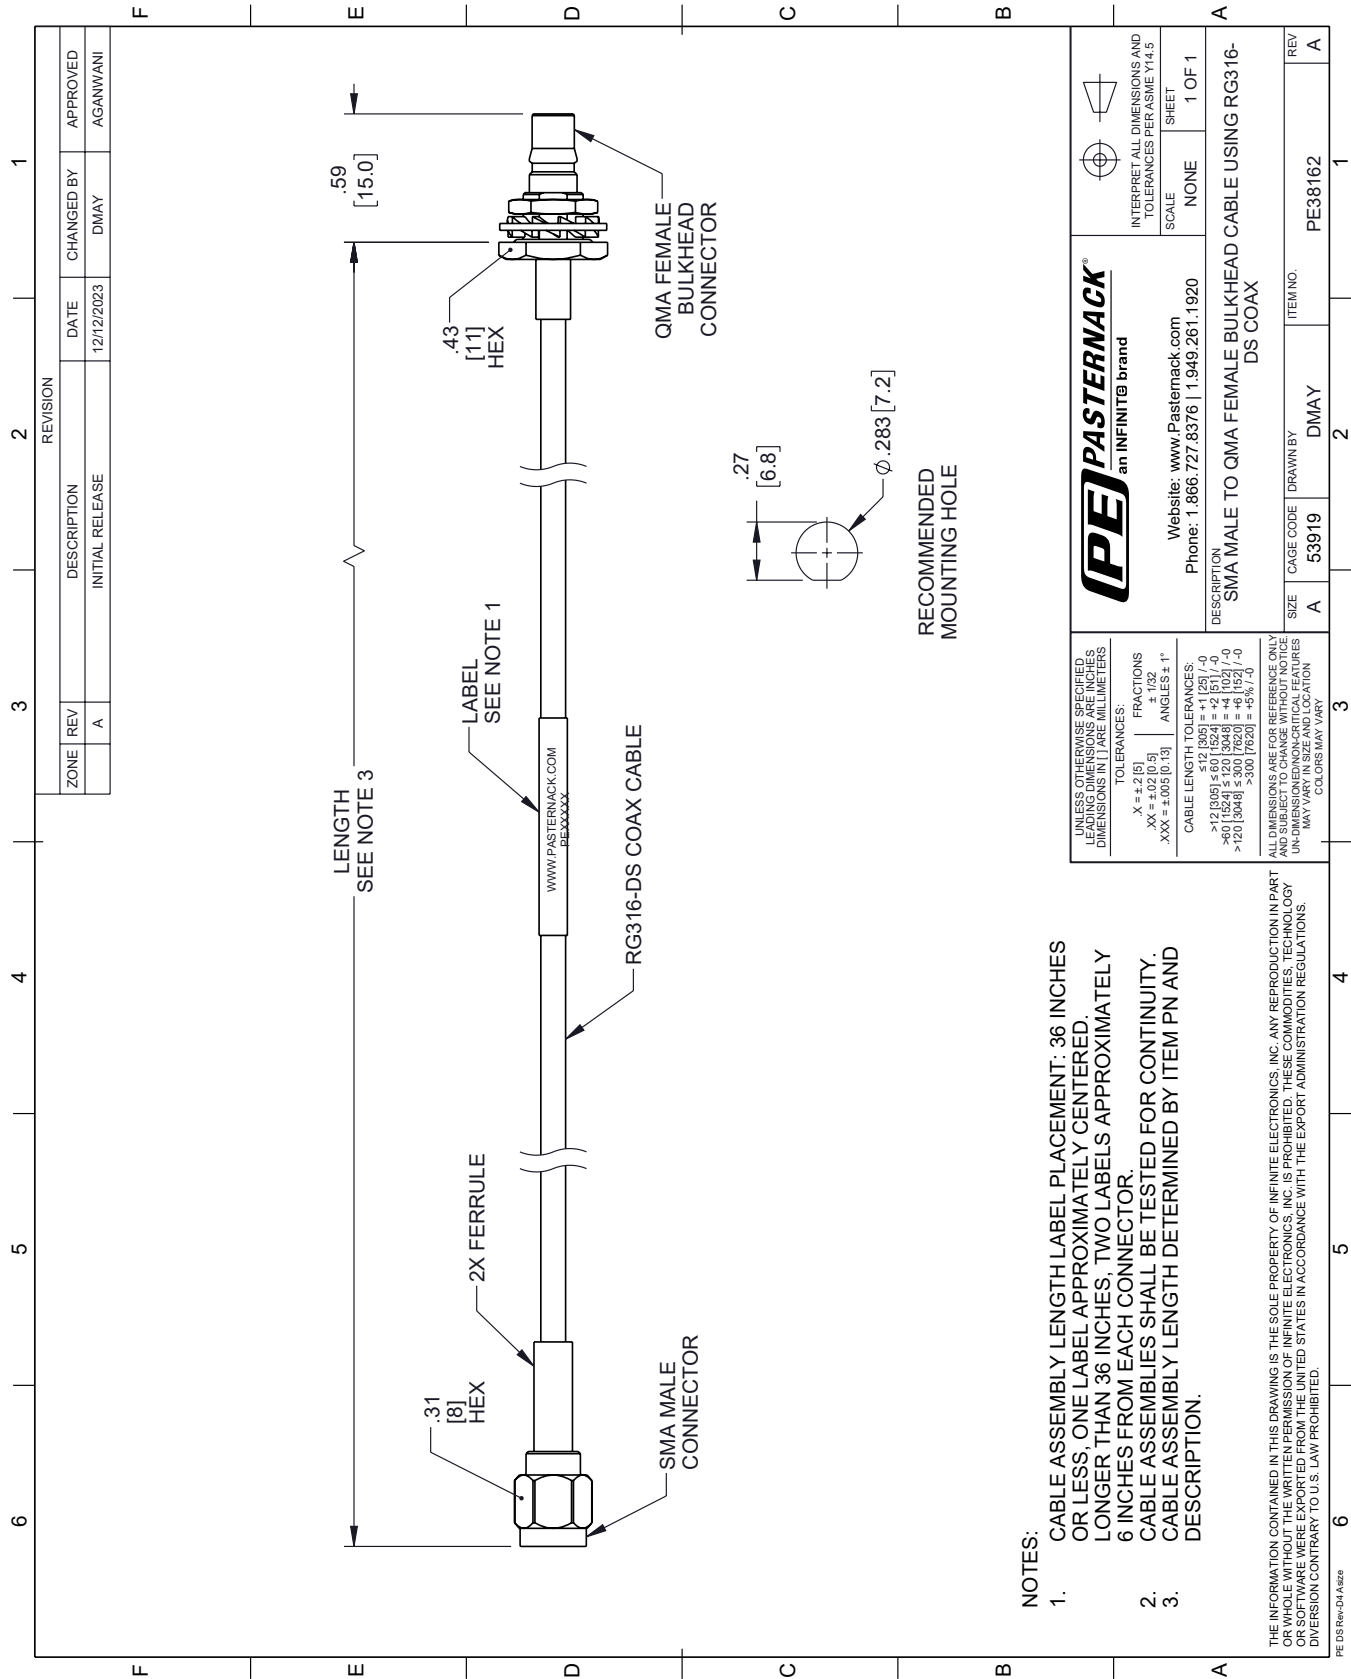 6
5
4
3
2
1
F
E
D
C
B
A
REVISION
ZONE
REV
DESCRIPTION
DATE
CHANGED BY
APPROVED
A
INITIAL RELEASE
12/12/2023
DMAY
AGANWANI
LENGTH
SEE NOTE 3
.59
[15.0]
.31
[8]
HEX
2X FERRULE
LABEL
SEE NOTE 1
.43
[11]
HEX
WWW.PASTERNACK.COM
PEXXXXX
SMA MALE
CONNECTOR
RG316-DS COAX CABLE
QMA FEMALE
BULKHEAD
CONNECTOR
.27
[6.8]
Ø.283 [7.2]
RECOMMENDED
MOUNTING HOLE
NOTES:
1. CABLE ASSEMBLY LENGTH LABEL PLACEMENT: 36 INCHES
OR LESS, ONE LABEL APPROXIMATELY CENTERED.
LONGER THAN 36 INCHES, TWO LABELS APPROXIMATELY
6 INCHES FROM EACH CONNECTOR.
2. CABLE ASSEMBLIES SHALL BE TESTED FOR CONTINUITY.
3. CABLE ASSEMBLY LENGTH DETERMINED BY ITEM PN AND
DESCRIPTION.
THE INFORMATION CONTAINED IN THIS DRAWING IS THE SOLE PROPERTY OF INFINITE ELECTRONICS, INC. ANY REPRODUCTION IN PART
OR WHOLE WITHOUT THE WRITTEN PERMISSION OF INFINITE ELECTRONICS, INC. IS PROHIBITED. THESE COMMODITIES, TECHNOLOGY
OR SOFTWARE WERE EXPORTED FROM THE UNITED STATES IN ACCORDANCE WITH THE EXPORT ADMINISTRATION REGULATIONS.
DIVERSION CONTRARY TO U.S. LAW PROHIBITED.
UNLESS OTHERWISE SPECIFIED
LEADING DIMENSIONS ARE INCHES
DIMENSIONS IN [ ] ARE MILLIMETERS
TOLERANCES:
.X = ±.2 [5]
.XX = ±.02 [0.5]
.XXX = ±.005 [0.13]
FRACTIONS
± 1/32
ANGLES ± 1°
CABLE LENGTH TOLERANCES:
≤12 [305] = +1 [25] / -0
>12 [305] ≤ 60 [1524] = +2 [51] / -0
>60 [1524] ≤ 120 [3048] = +4 [102] / -0
>120 [3048] ≤ 300 [7620] = +6 [152] / -0
>300 [7620] = +5% / -0
ALL DIMENSIONS ARE FOR REFERENCE ONLY
AND SUBJECT TO CHANGE WITHOUT NOTICE.
UN-DIMENSIONED/NON-CRITICAL FEATURES
MAY VARY IN SIZE AND LOCATION
COLORS MAY VARY
PE PASTERNACK®
an INFINIT® brand
Website: www.Pasternack.com
Phone: 1.866.727.8376 | 1.949.261.1920
INTERPRET ALL DIMENSIONS AND
TOLERANCES PER ASME Y14.5
SCALE
NONE
SHEET
1 OF 1
DESCRIPTION
SMA MALE TO QMA FEMALE BULKHEAD CABLE USING RG316-
DS COAX
SIZE
A
CAGE CODE
53919
DRAWN BY
DMAY
ITEM NO.
PE38162
REV
A
PE DS Rev-D4 A size
6
5
4
3
2
1
F
E
D
C
B
A